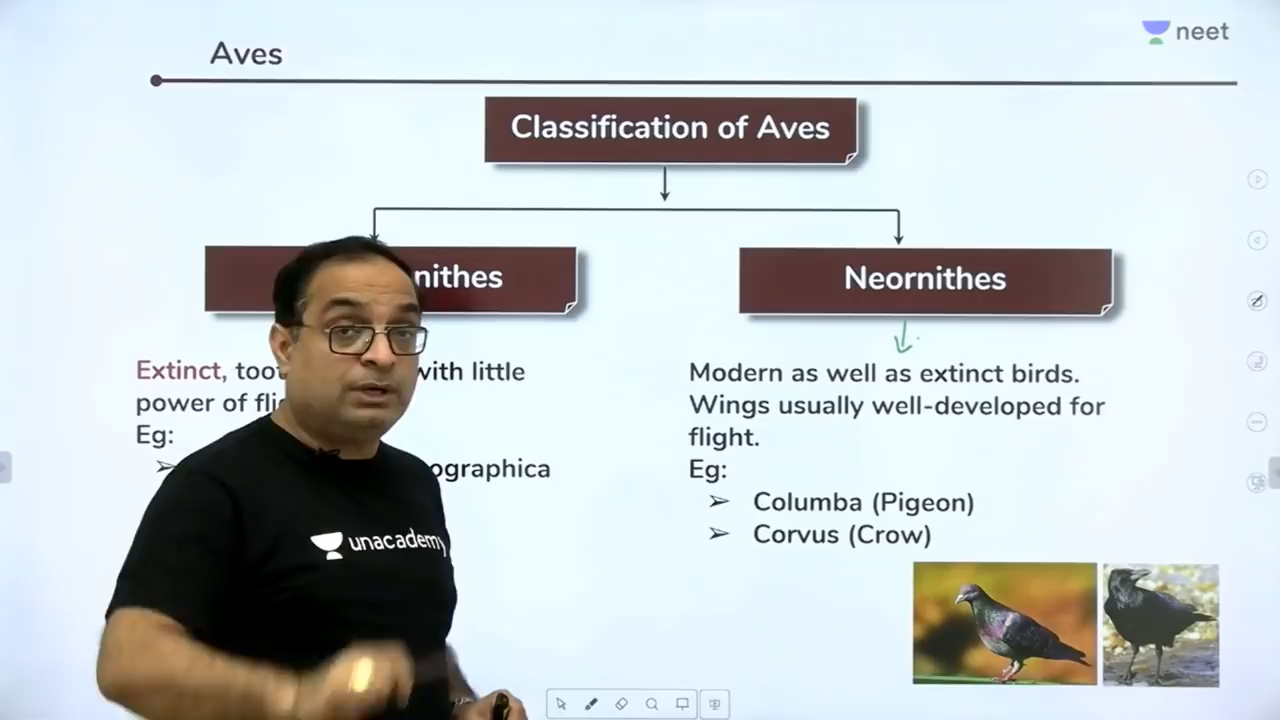 Aves
neet
Classification of Aves
nithes
Neornithes
Extinct, with little
power of
Eg:
ographica
Modern as well as extinct birds.
Wings usually well-developed for
flight.
Eg:
➢ Columba (Pigeon)
➢ Corvus (Crow)
unacademy